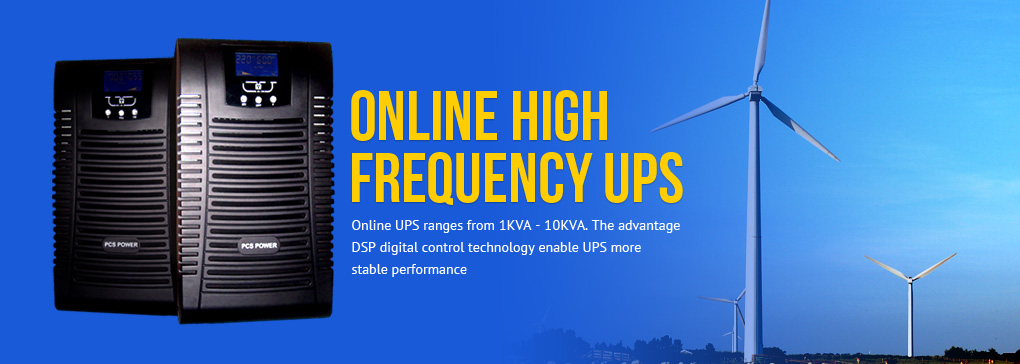 ONLINE HIGH
FREQUENCY UPS
Online UPS ranges from 1KVA - 10KVA. The advantage
DSP digital control technology enable UPS more
stable performance
PCS POWER
PCS POWER